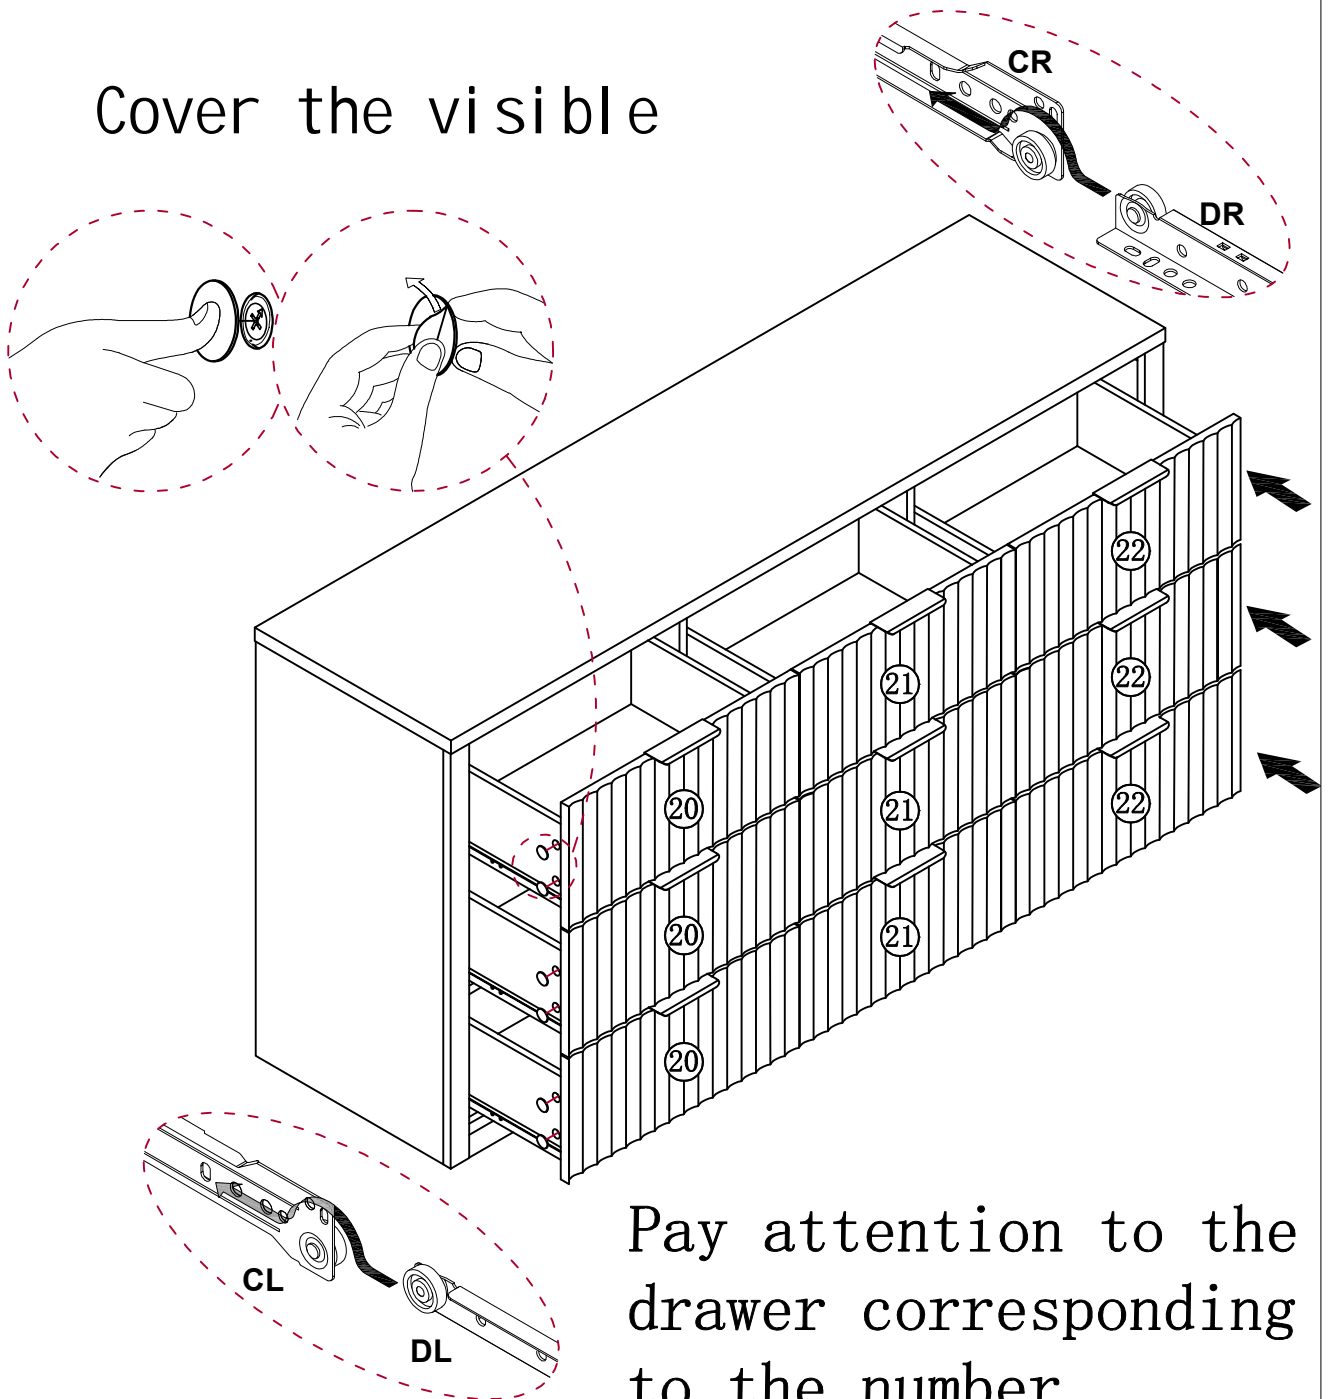 Cover the visible
CR
DR
22
22
22
21
21
21
20
20
20
CL
DL
Pay attention to the
drawer corresponding
to the number